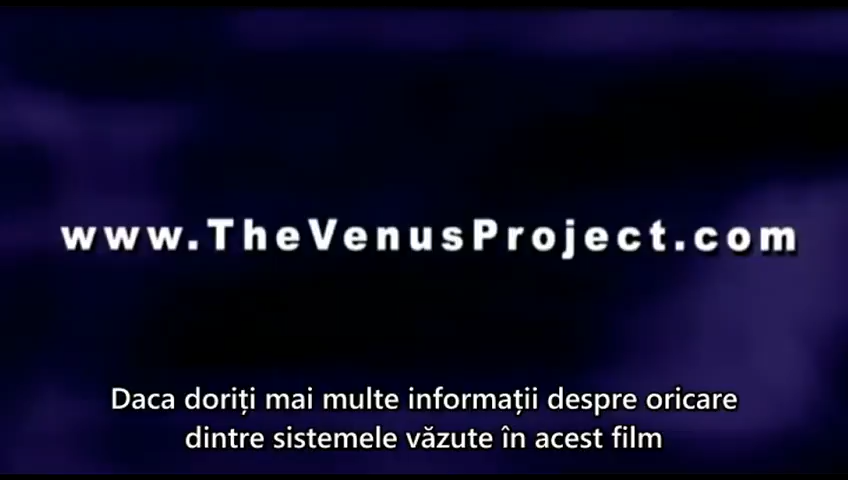 www.TheVenusProject.com
Daca doriți mai multe informații despre oricare
dintre sistemele văzute în acest film